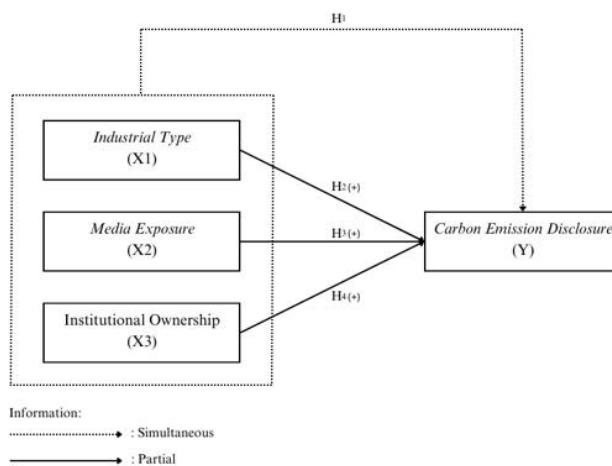 H1
Industrial Type
(X1)
H2 (+)
Media Exposure
(X2)
H3 (+)
Carbon Emission Disclosure
(Y)
H4 (+)
Institutional Ownership
(X3)
Information:
: Simultaneous
: Partial